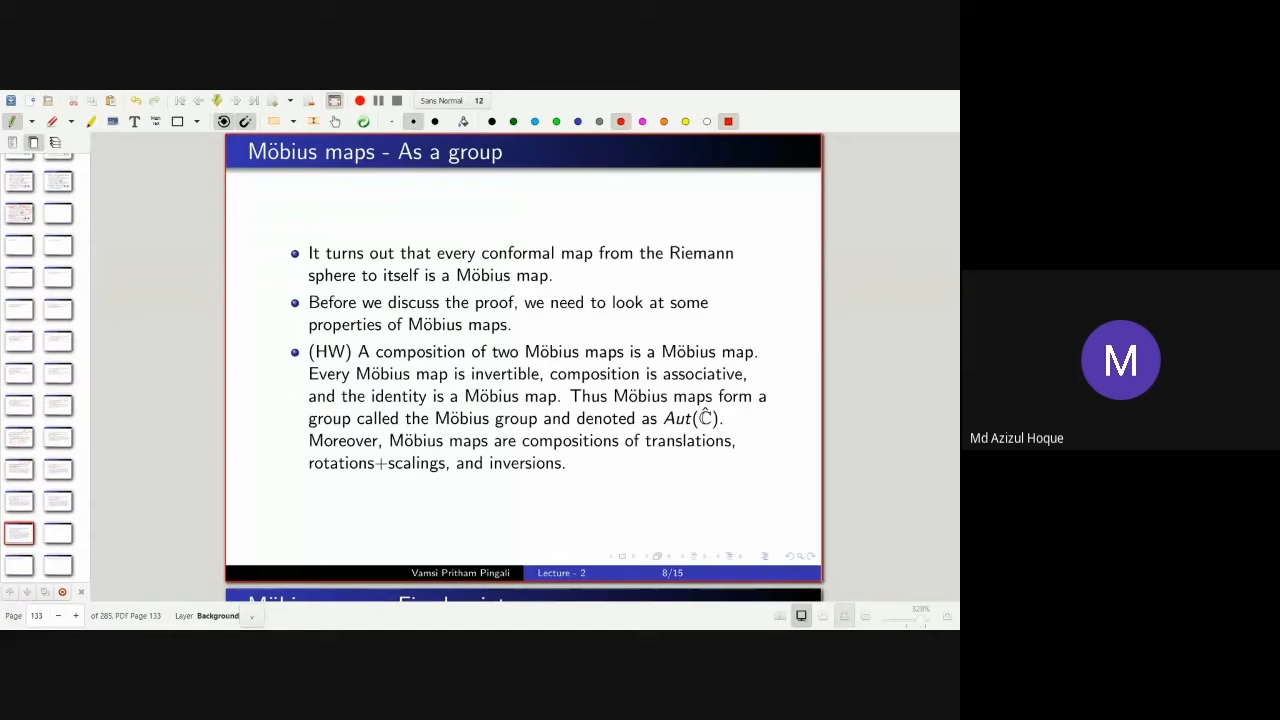 Sans Normal 12
Möbius maps - As a group
It turns out that every conformal map from the Riemann
sphere to itself is a Möbius map.
Before we discuss the proof, we need to look at some
properties of Möbius maps.
(HW) A composition of two Möbius maps is a Möbius map.
Every Möbius map is invertible, composition is associative,
and the identity is a Möbius map. Thus Möbius maps form a
group called the Möbius group and denoted as Aut(Ĉ).
Moreover, Möbius maps are compositions of translations,
rotations+scalings, and inversions.
Vamsi Pritham Pingali Lecture - 2 8/15
Page 133 − + of 285, PDF Page 133 Layer Background 328%
M
Md Azizul Hoque